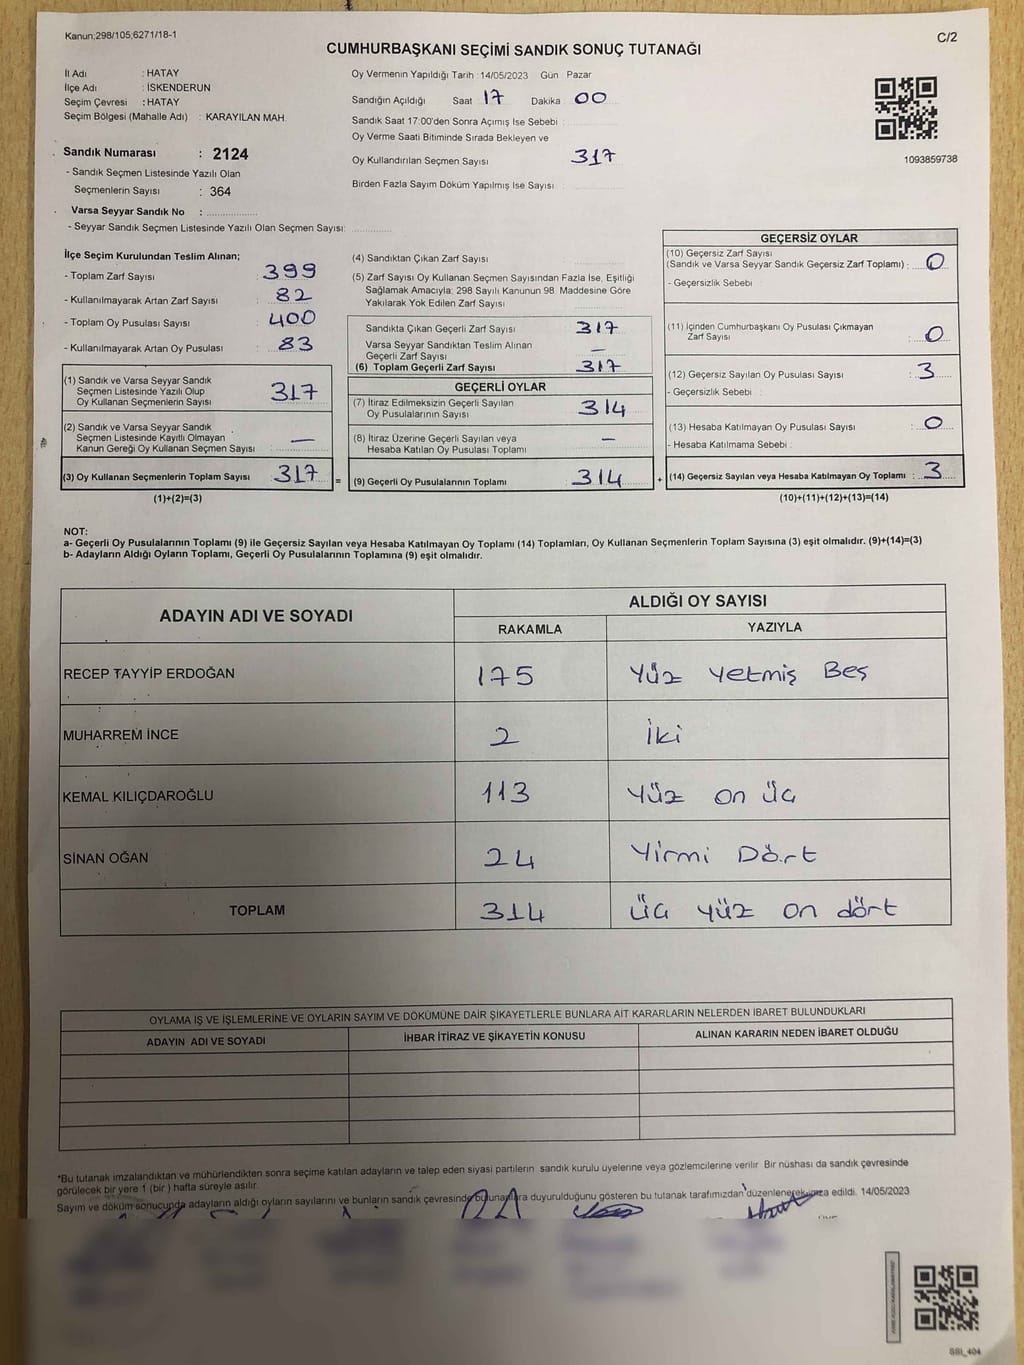 Kanun;298/105,6271/18-1
C/2
CUMHURBAŞKANI SEÇİMİ SANDIK SONUÇ TUTANAĞI
İl Adı : HATAY
İlçe Adı : İSKENDERUN
Seçim Çevresi : HATAY
Seçim Bölgesi (Mahalle Adı) : KARAYILAN MAH.
Sandık Numarası : 2124
- Sandık Seçmen Listesinde Yazılı Olan
Seçmenlerin Sayısı : 364
Varsa Seyyar Sandık No :
- Seyyar Sandık Seçmen Listesinde Yazılı Olan Seçmen Sayısı:
Oy Vermenin Yapıldığı Tarih : 14/05/2023 Gün Pazar
Sandığın Açıldığı Saat 17 Dakika 00
Sandık Saat 17:00'den Sonra Açımış İse Sebebi :
Oy Verme Saati Bitiminde Sırada Bekleyen ve
Oy Kullandırılan Seçmen Sayısı 317
Birden Fazla Sayım Döküm Yapılmış İse Sayısı :
1093859738
İlçe Seçim Kurulundan Teslim Alınan;
- Toplam Zarf Sayısı : 399
- Kullanılmayarak Artan Zarf Sayısı : 82
- Toplam Oy Pusulası Sayısı : 400
- Kullanılmayarak Artan Oy Pusulası : 83
(1) Sandık ve Varsa Seyyar Sandık
Seçmen Listesinde Yazılı Olup
Oy Kullanan Seçmenlerin Sayısı 317
(2) Sandık ve Varsa Seyyar Sandık
Seçmen Listesinde Kayıtlı Olmayan
Kanun Gereği Oy Kullanan Seçmen Sayısı : —
(3) Oy Kullanan Seçmenlerin Toplam Sayısı 317
(1)+(2)=(3)
(4) Sandıktan Çıkan Zarf Sayısı :
(5) Zarf Sayısı Oy Kullanan Seçmen Sayısından Fazla İse, Eşitliği
Sağlamak Amacıyla; 298 Sayılı Kanunun 98. Maddesine Göre
Yakılarak Yok Edilen Zarf Sayısı :
Sandıkta Çıkan Geçerli Zarf Sayısı 317
Varsa Seyyar Sandıktan Teslim Alınan
Geçerli Zarf Sayısı —
(6) Toplam Geçerli Zarf Sayısı 317
GEÇERLİ OYLAR
(7) İtiraz Edilmeksizin Geçerli Sayılan
Oy Pusulalarının Sayısı 314
(8) İtiraz Üzerine Geçerli Sayılan veya
Hesaba Katılan Oy Pusulası Toplamı —
=
(9) Geçerli Oy Pusulalarının Toplamı 314
+
GEÇERSİZ OYLAR
(10) Geçersiz Zarf Sayısı
(Sandık ve Varsa Seyyar Sandık Geçersiz Zarf Toplamı) : 0
- Geçersizlik Sebebi :
(11) İçinden Cumhurbaşkanı Oy Pusulası Çıkmayan
Zarf Sayısı : 0
(12) Geçersiz Sayılan Oy Pusulası Sayısı : 3
- Geçersizlik Sebebi :
(13) Hesaba Katılmayan Oy Pusulası Sayısı : 0
- Hesaba Katılmama Sebebi :
(14) Geçersiz Sayılan veya Hesaba Katılmayan Oy Toplamı : 3
(10)+(11)+(12)+(13)=(14)
NOT:
a- Geçerli Oy Pusulalarının Toplamı (9) ile Geçersiz Sayılan veya Hesaba Katılmayan Oy Toplamı (14) Toplamları, Oy Kullanan Seçmenlerin Toplam Sayısına (3) eşit olmalıdır. (9)+(14)=(3)
b- Adayların Aldığı Oyların Toplamı, Geçerli Oy Pusulalarının Toplamına (9) eşit olmalıdır.
ADAYIN ADI VE SOYADI
ALDIĞI OY SAYISI
RAKAMLA YAZIYLA
RECEP TAYYİP ERDOĞAN 175 Yüz Yetmiş Beş
MUHARREM İNCE 2 İki
KEMAL KILIÇDAROĞLU 113 Yüz on üç
SİNAN OĞAN 24 Yirmi Dört
TOPLAM 314 üç yüz on dört
OYLAMA İŞ VE İŞLEMLERİNE VE OYLARIN SAYIM VE DÖKÜMÜNE DAİR ŞİKAYETLERLE BUNLARA AİT KARARLARIN NELERDEN İBARET BULUNDUKLARI
ADAYIN ADI VE SOYADI İHBAR İTİRAZ VE ŞİKAYETİN KONUSU ALINAN KARARIN NEDEN İBARET OLDUĞU
*Bu tutanak imzalandıktan ve mühürlendikten sonra seçime katılan adayların ve talep eden siyasi partilerin sandık kurulu üyelerine veya gözlemcilerine verilir Bir nüshası da sandık çevresinde
görülecek bir yere 1 (bir) hafta süreyle asılır.
Sayım ve döküm sonucunda adayların aldığı oyların sayılarını ve bunların sandık çevresinde bulunanlara duyurulduğunu gösteren bu tutanak tarafımızdan düzenlenerek imza edildi. 14/05/2023
SSI_404